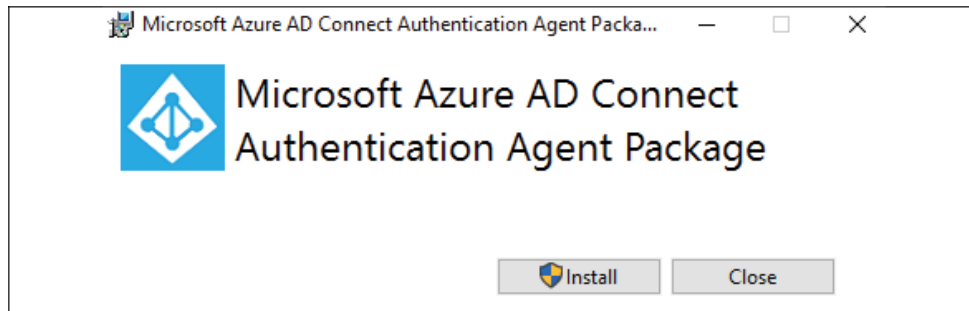 Microsoft Azure AD Connect Authentication Agent Packa...
Microsoft Azure AD Connect
Authentication Agent Package
Install
Close